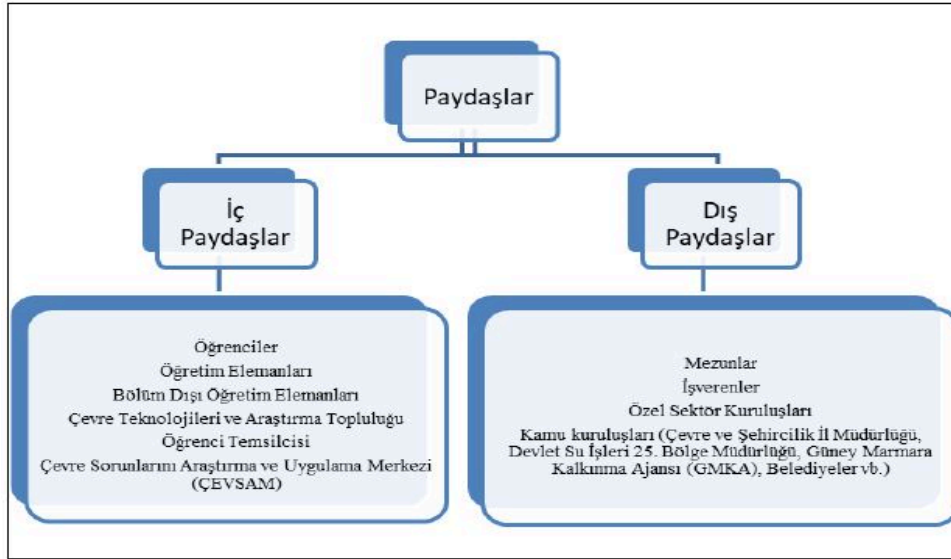 Paydaşlar
İç
Paydaşlar
Dış
Paydaşlar
Öğrenciler
Öğretim Elemanları
Bölüm Dışı Öğretim Elemanları
Çevre Teknolojileri ve Araştırma Topluluğu
Öğrenci Temsilcisi
Çevre Sorunlarını Araştırma ve Uygulama Merkezi
(ÇEVSAM)
Mezunlar
İşverenler
Özel Sektör Kuruluşları
Kamu kuruluşları (Çevre ve Şehircilik İl Müdürlüğü,
Devlet Su İşleri 25. Bölge Müdürlüğü, Güney Marmara
Kalkınma Ajansı (GMKA), Belediyeler vb.)